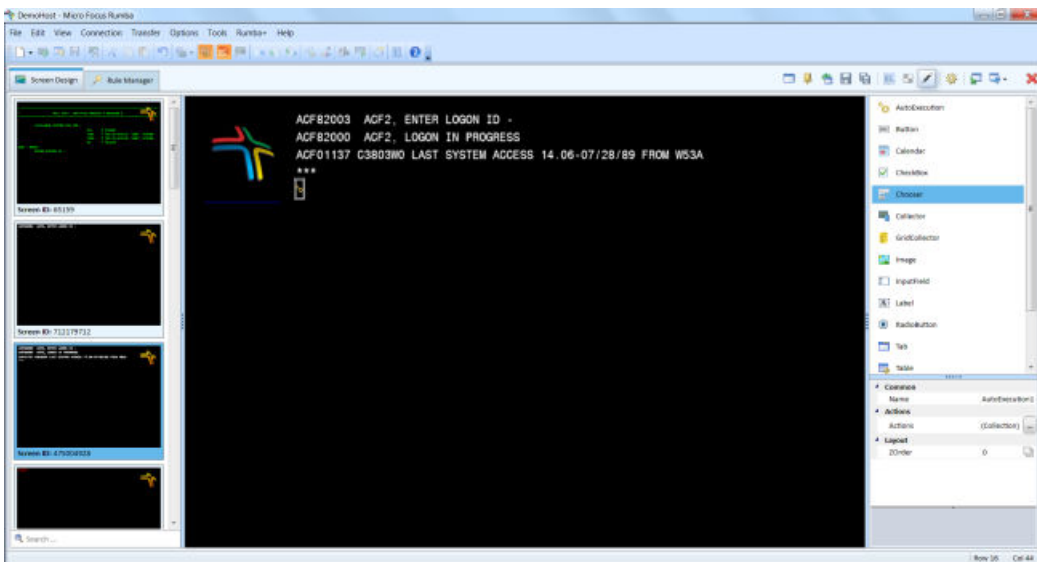 DemoHost - Micro Focus Rumba
File Edit View Connection Transfer Options Tools Rumba+ Help
Screen Design Rule Manager
Screen ID: 65159
Screen ID: 712179712
Screen ID:
Search ...
ACF82003 ACF2, ENTER LOGON ID -
ACF82000 ACF2, LOGON IN PROGRESS
ACF01137 C3803WO LAST SYSTEM ACCESS 14.06-07/28/89 FROM W53A
***
AutoExecution
Button
Calendar
CheckBox
Chooser
Collector
GridCollector
Image
InputField
Label
RadioButton
Tab
Table
Common
Name AutoExecution1
Actions
Actions (Collection) ...
Layout
ZOrder 0
Row 16 Col 44